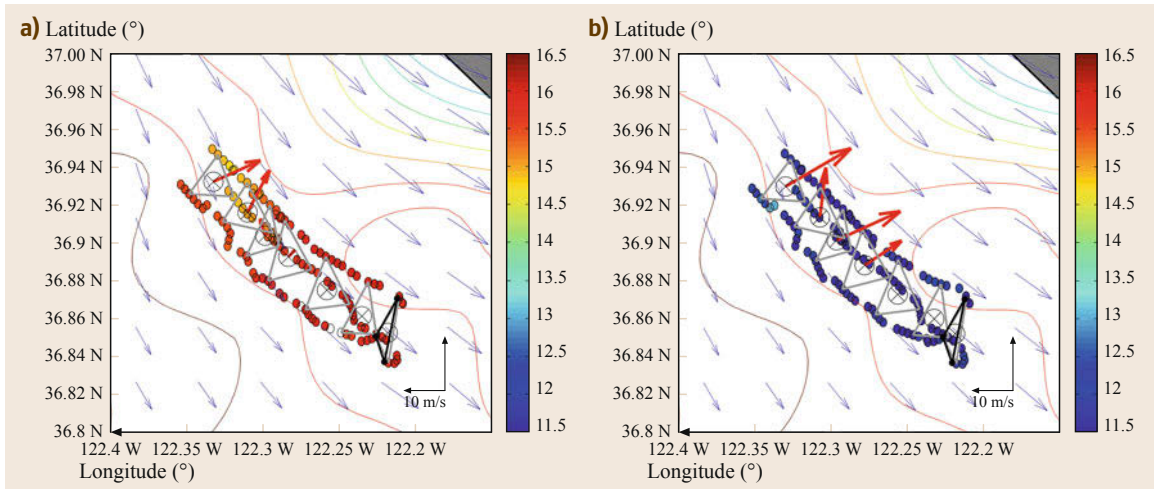 a) Latitude (°)
37.00 N
36.98 N
36.96 N
36.94 N
36.92 N
36.9 N
36.88 N
36.86 N
36.84 N
36.82 N
36.8 N
122.4 W 122.35 W 122.3 W 122.25 W 122.2 W
Longitude (°)
10 m/s
16.5
16
15.5
15
14.5
14
13.5
13
12.5
12
11.5
b) Latitude (°)
37.00 N
36.98 N
36.96 N
36.94 N
36.92 N
36.9 N
36.88 N
36.86 N
36.84 N
36.82 N
36.8 N
122.4 W 122.35 W 122.3 W 122.25 W 122.2 W
Longitude (°)
10 m/s
16.5
16
15.5
15
14.5
14
13.5
13
12.5
12
11.5